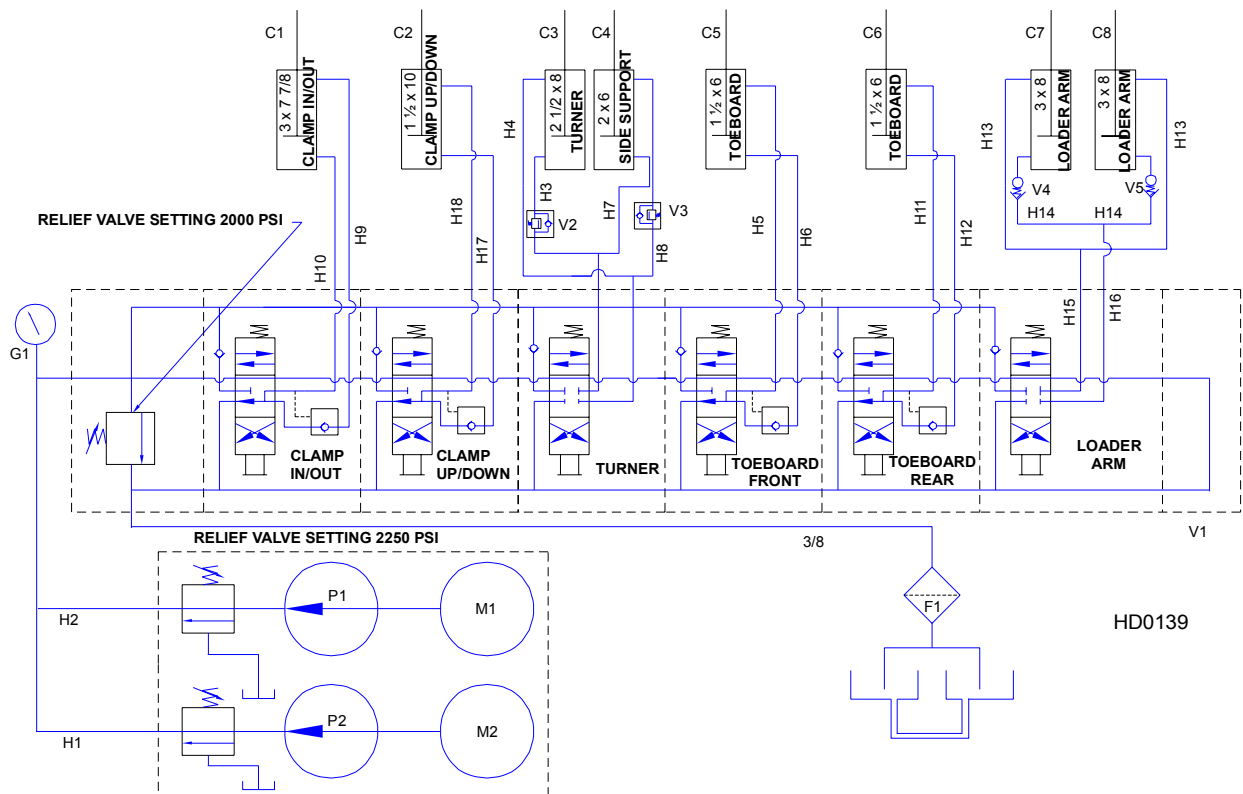 C1
C2
C3
C4
C5
C6
C7
C8
3 x 7 7/8
CLAMP IN/OUT
1 ½ x 10
CLAMP UP/DOWN
2 1/2 x 8
TURNER
2 x 6
SIDE SUPPORT
1 ½ x 6
TOEBOARD
1 ½ x 6
TOEBOARD
3 x 8
LOADER ARM
3 x 8
LOADER ARM
H4
H13
H13
H3
H7
V2
V3
V4
V5
H14
H14
RELIEF VALVE SETTING 2000 PSI
H9
H10
H18
H17
H8
H5
H6
H11
H12
H15
H16
G1
CLAMP
IN/OUT
CLAMP
UP/DOWN
TURNER
TOEBOARD
FRONT
TOEBOARD
REAR
LOADER
ARM
V1
RELIEF VALVE SETTING 2250 PSI
3/8
P1
M1
H2
F1
HD0139
P2
M2
H1